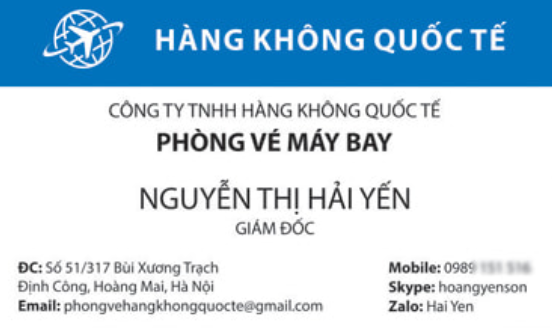 HÀNG KHÔNG QUỐC TẾ
CÔNG TY TNHH HÀNG KHÔNG QUỐC TẾ
PHÒNG VÉ MÁY BAY
NGUYỄN THỊ HẢI YẾN
GIÁM ĐỐC
ĐC: Số 51/317 Bùi Xương Trạch
Định Công, Hoàng Mai, Hà Nội
Email: phongvehangkhongquocte@gmail.com
Mobile: 0989
Skype: hoangyenson
Zalo: Hai Yen